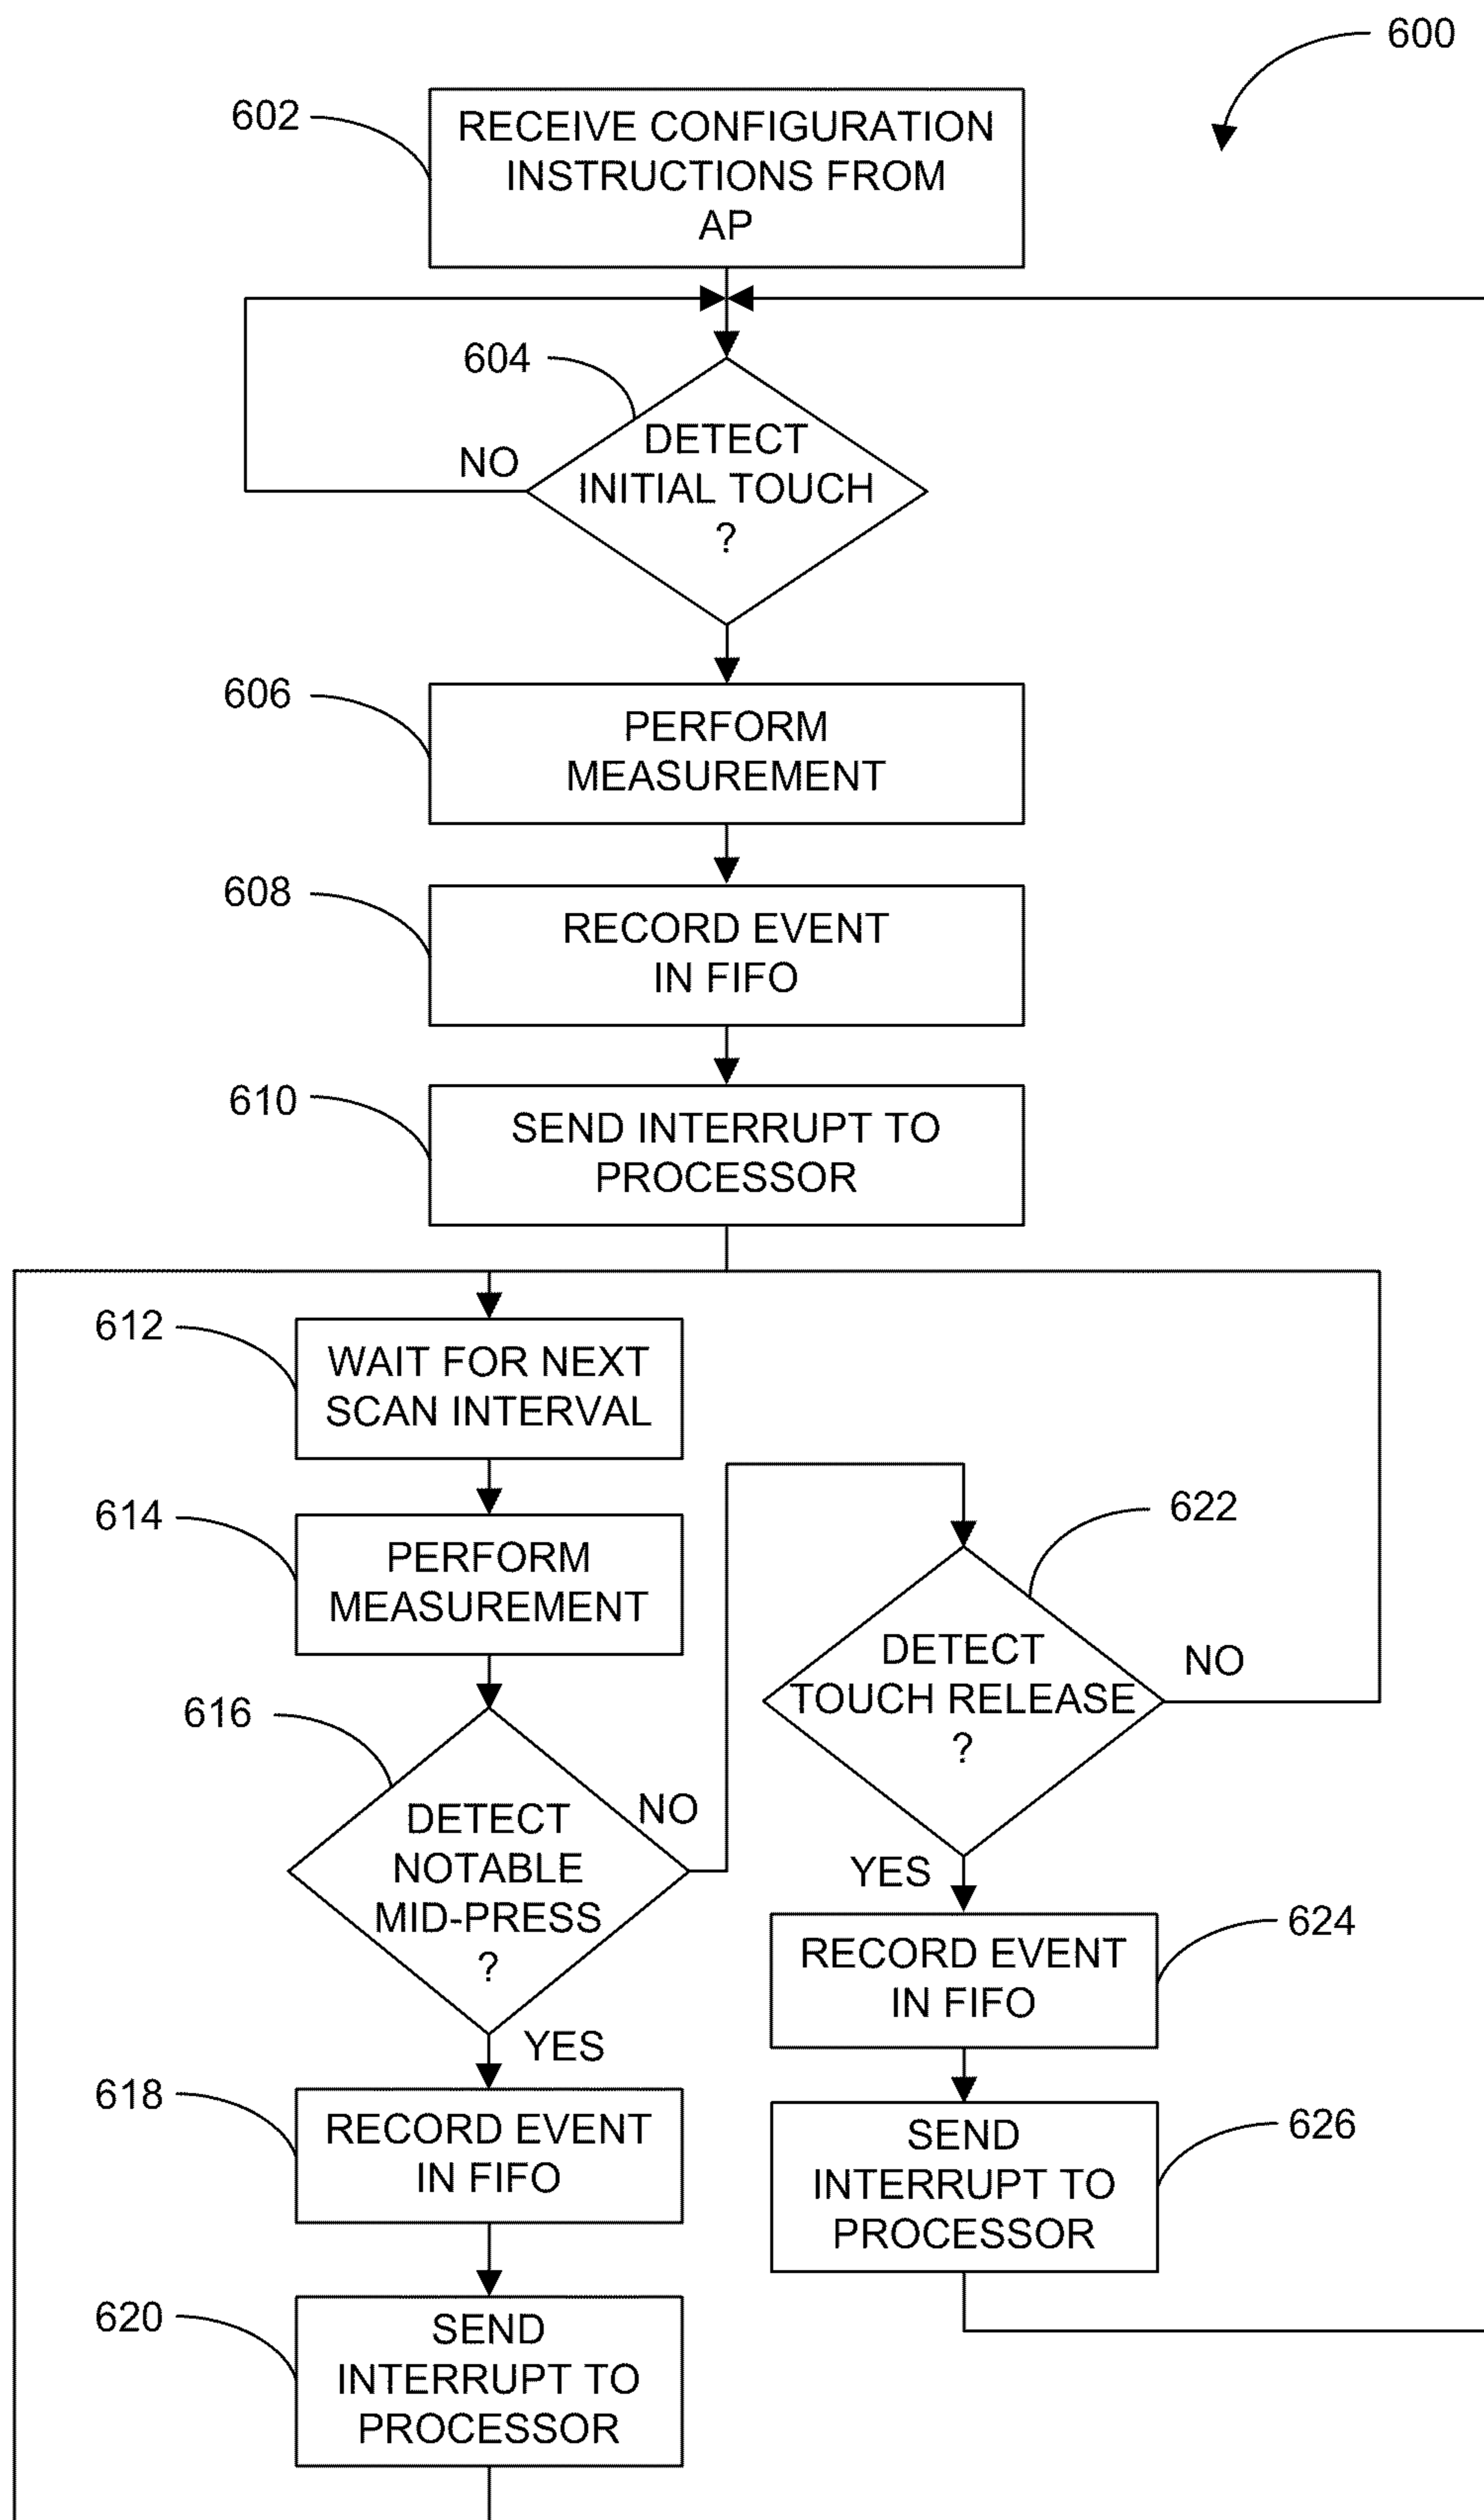 600
602
RECEIVE CONFIGURATION
INSTRUCTIONS FROM
AP
604
DETECT
INITIAL TOUCH
?
NO
606
PERFORM
MEASUREMENT
608
RECORD EVENT
IN FIFO
610
SEND INTERRUPT TO
PROCESSOR
612
WAIT FOR NEXT
SCAN INTERVAL
614
PERFORM
MEASUREMENT
616
DETECT
NOTABLE
MID-PRESS
?
NO
YES
618
RECORD EVENT
IN FIFO
620
SEND
INTERRUPT TO
PROCESSOR
622
DETECT
TOUCH RELEASE
?
NO
YES
624
RECORD EVENT
IN FIFO
626
SEND
INTERRUPT TO
PROCESSOR